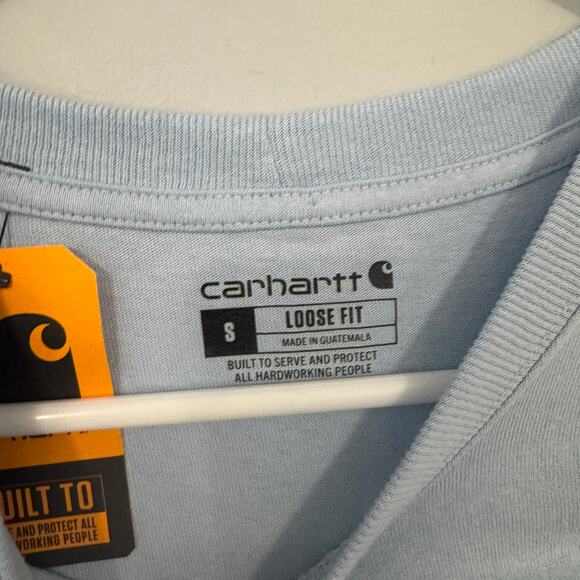 carhartt
S LOOSE FIT
MADE IN GUATEMALA
BUILT TO SERVE AND PROTECT
ALL HARDWORKING PEOPLE
UILT TO
AND PROTECT ALL
WORKING PEOPLE